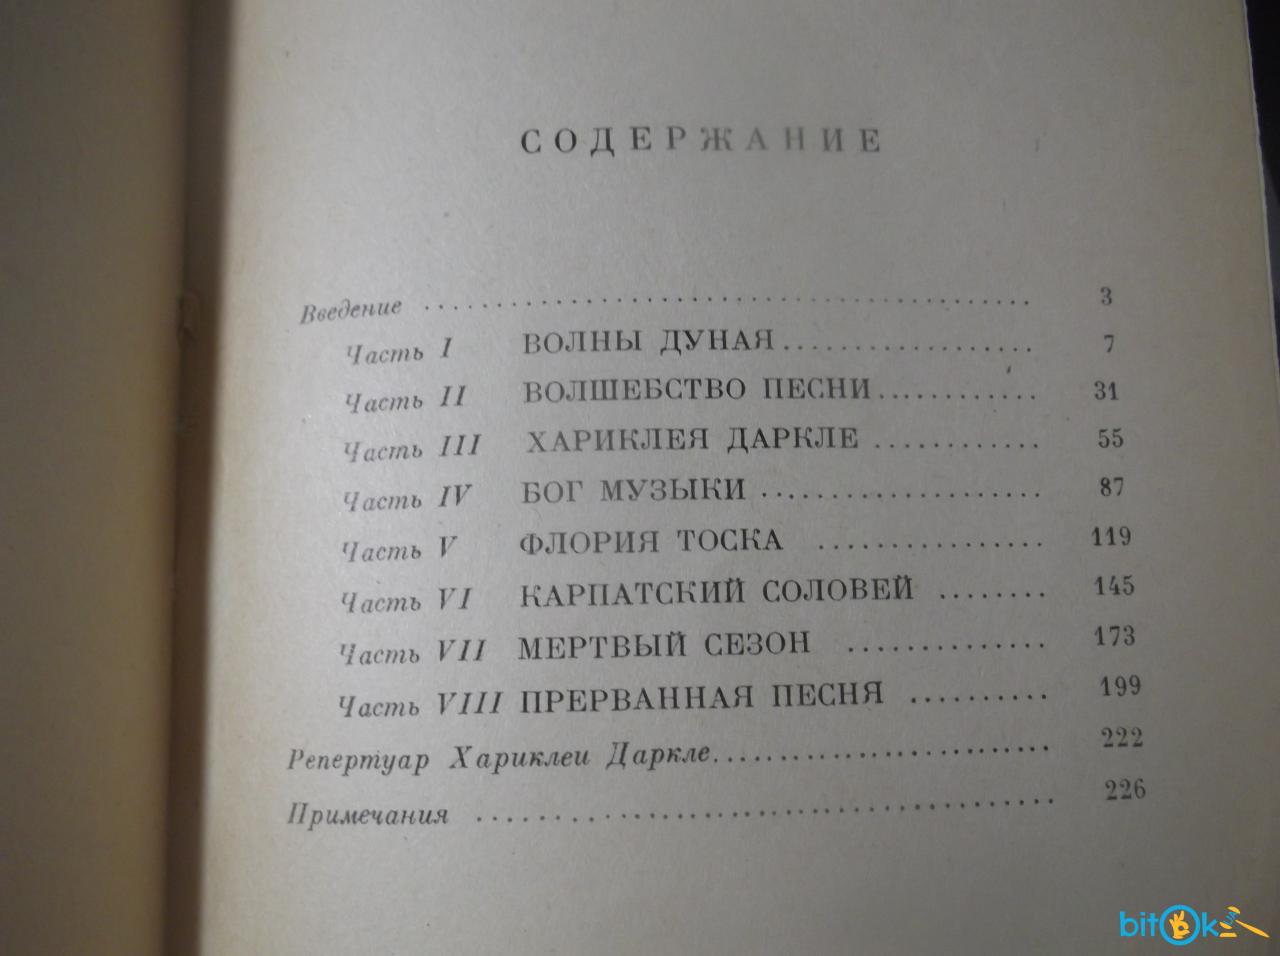 СОДЕРЖАНИЕ
Введение ........................................ 3
Часть I ВОЛНЫ ДУНАЯ.................. 7
Часть II ВОЛШЕБСТВО ПЕСНИ........... 31
Часть III ХАРИКЛЕЯ ДАРКЛЕ ........... 55
Часть IV БОГ МУЗЫКИ ................... 87
Часть V ФЛОРИЯ ТОСКА ............... 119
Часть VI КАРПАТСКИЙ СОЛОВЕЙ ........ 145
Часть VII МЕРТВЫЙ СЕЗОН ............. 173
Часть VIII ПРЕРВАННАЯ ПЕСНЯ .......... 199
Репертуар Хариклеи Даркле...................... 222
Примечания ..................................... 226
bitok